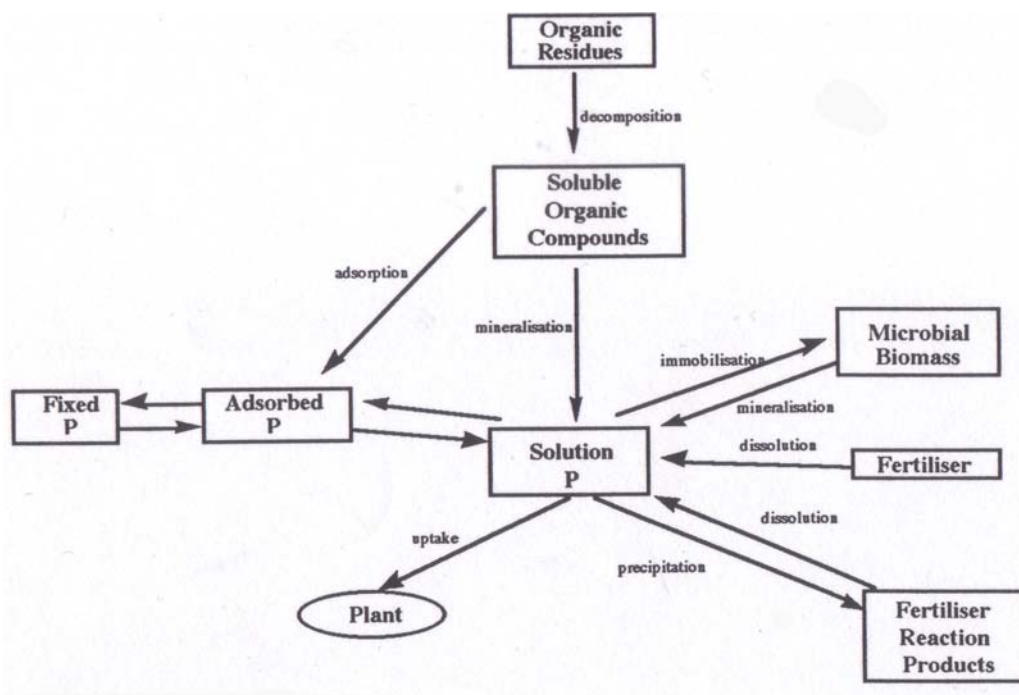 Organic
Residues
decomposition
Soluble
Organic
Compounds
adsorption
mineralisation
immobilisation
Microbial
Biomass
mineralisation
Fixed
P
Adsorbed
P
Solution
P
dissolution
Fertiliser
dissolution
uptake
precipitation
Plant
Fertiliser
Reaction
Products